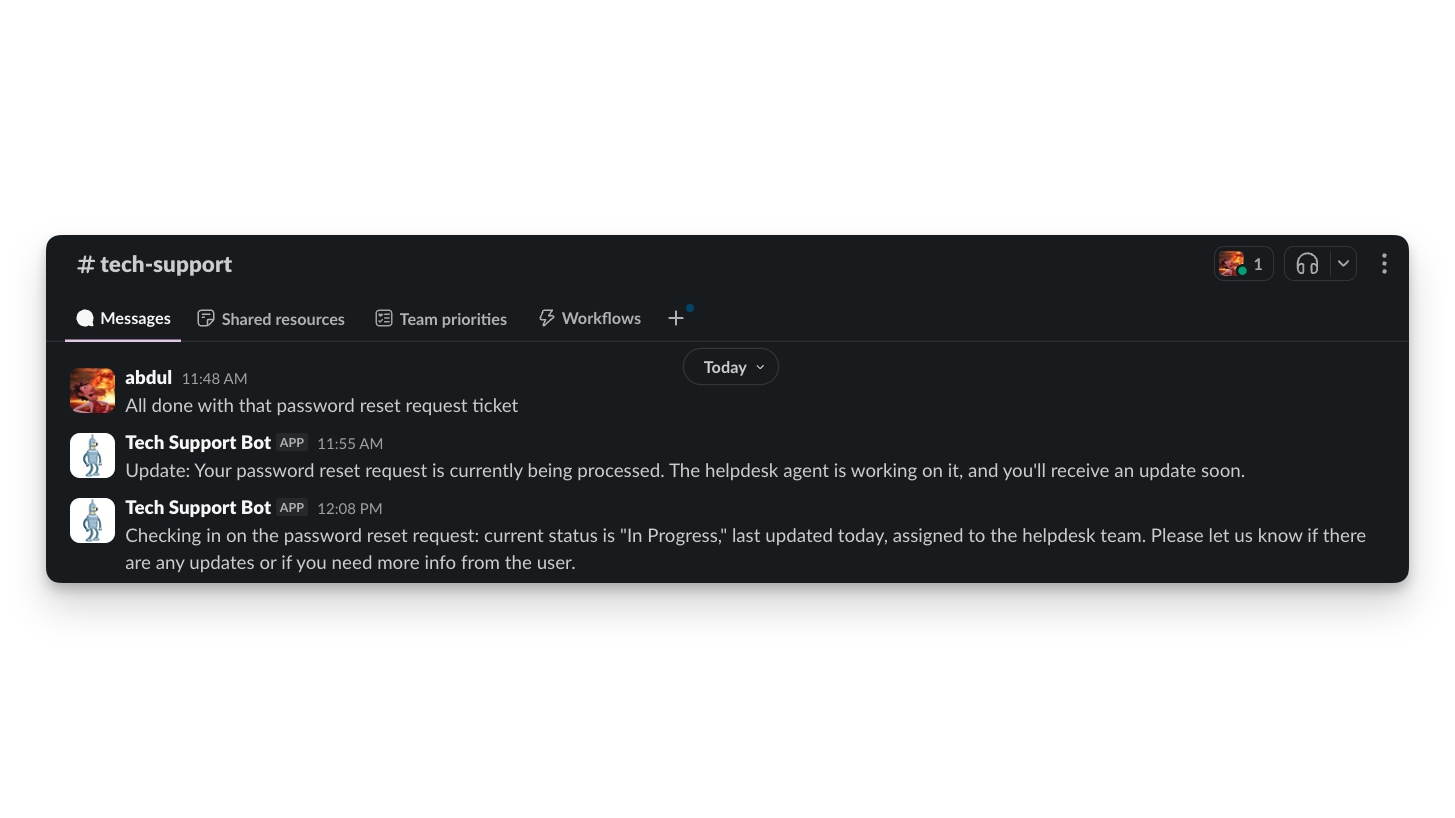 # tech-support
1
Messages
Shared resources
Team priorities
Workflows
Today
abdul 11:48 AM
All done with that password reset request ticket
Tech Support Bot APP 11:55 AM
Update: Your password reset request is currently being processed. The helpdesk agent is working on it, and you'll receive an update soon.
Tech Support Bot APP 12:08 PM
Checking in on the password reset request: current status is "In Progress," last updated today, assigned to the helpdesk team. Please let us know if there
are any updates or if you need more info from the user.